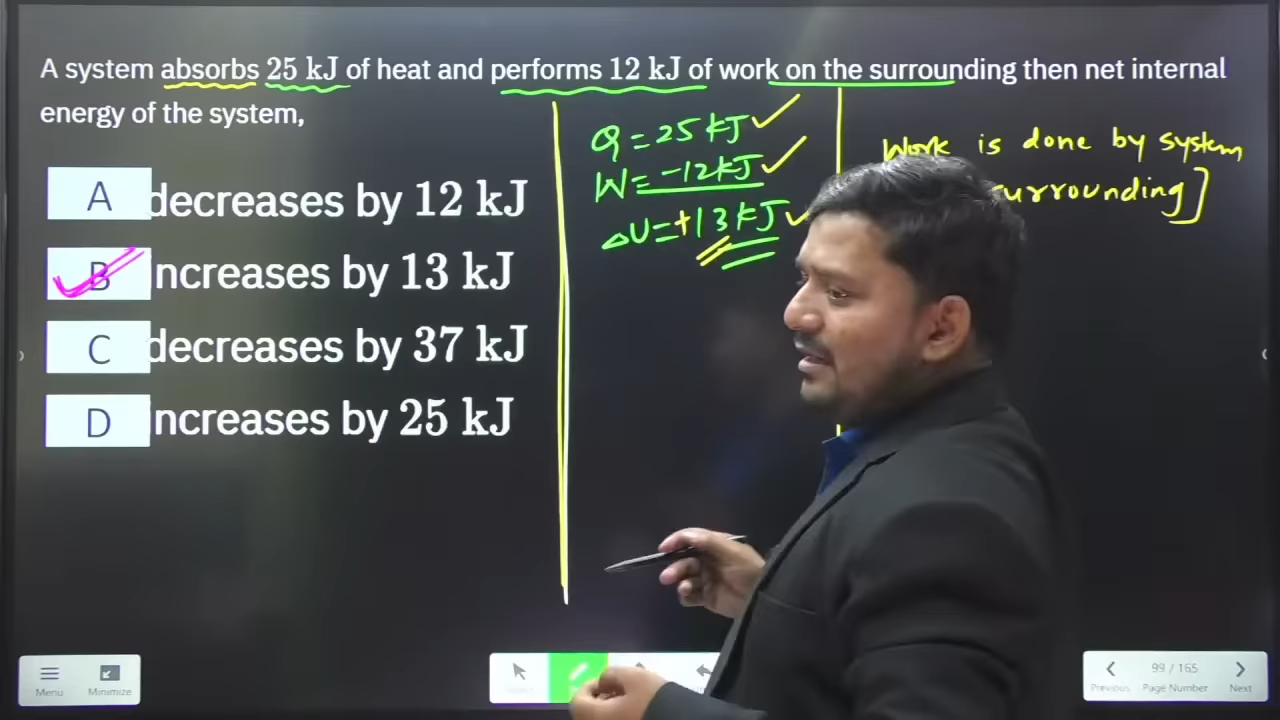 A system absorbs 25 kJ of heat and performs 12 kJ of work on the surrounding then net internal
energy of the system,
A decreases by 12 kJ
B ncreases by 13 kJ
C decreases by 37 kJ
D ncreases by 25 kJ
Q = 25 kJ
W = -12kJ
ΔU = +13 kJ
Work is done by system
urrounding]
Menu
Minimize
Previous
99 / 165
Page Number
Next